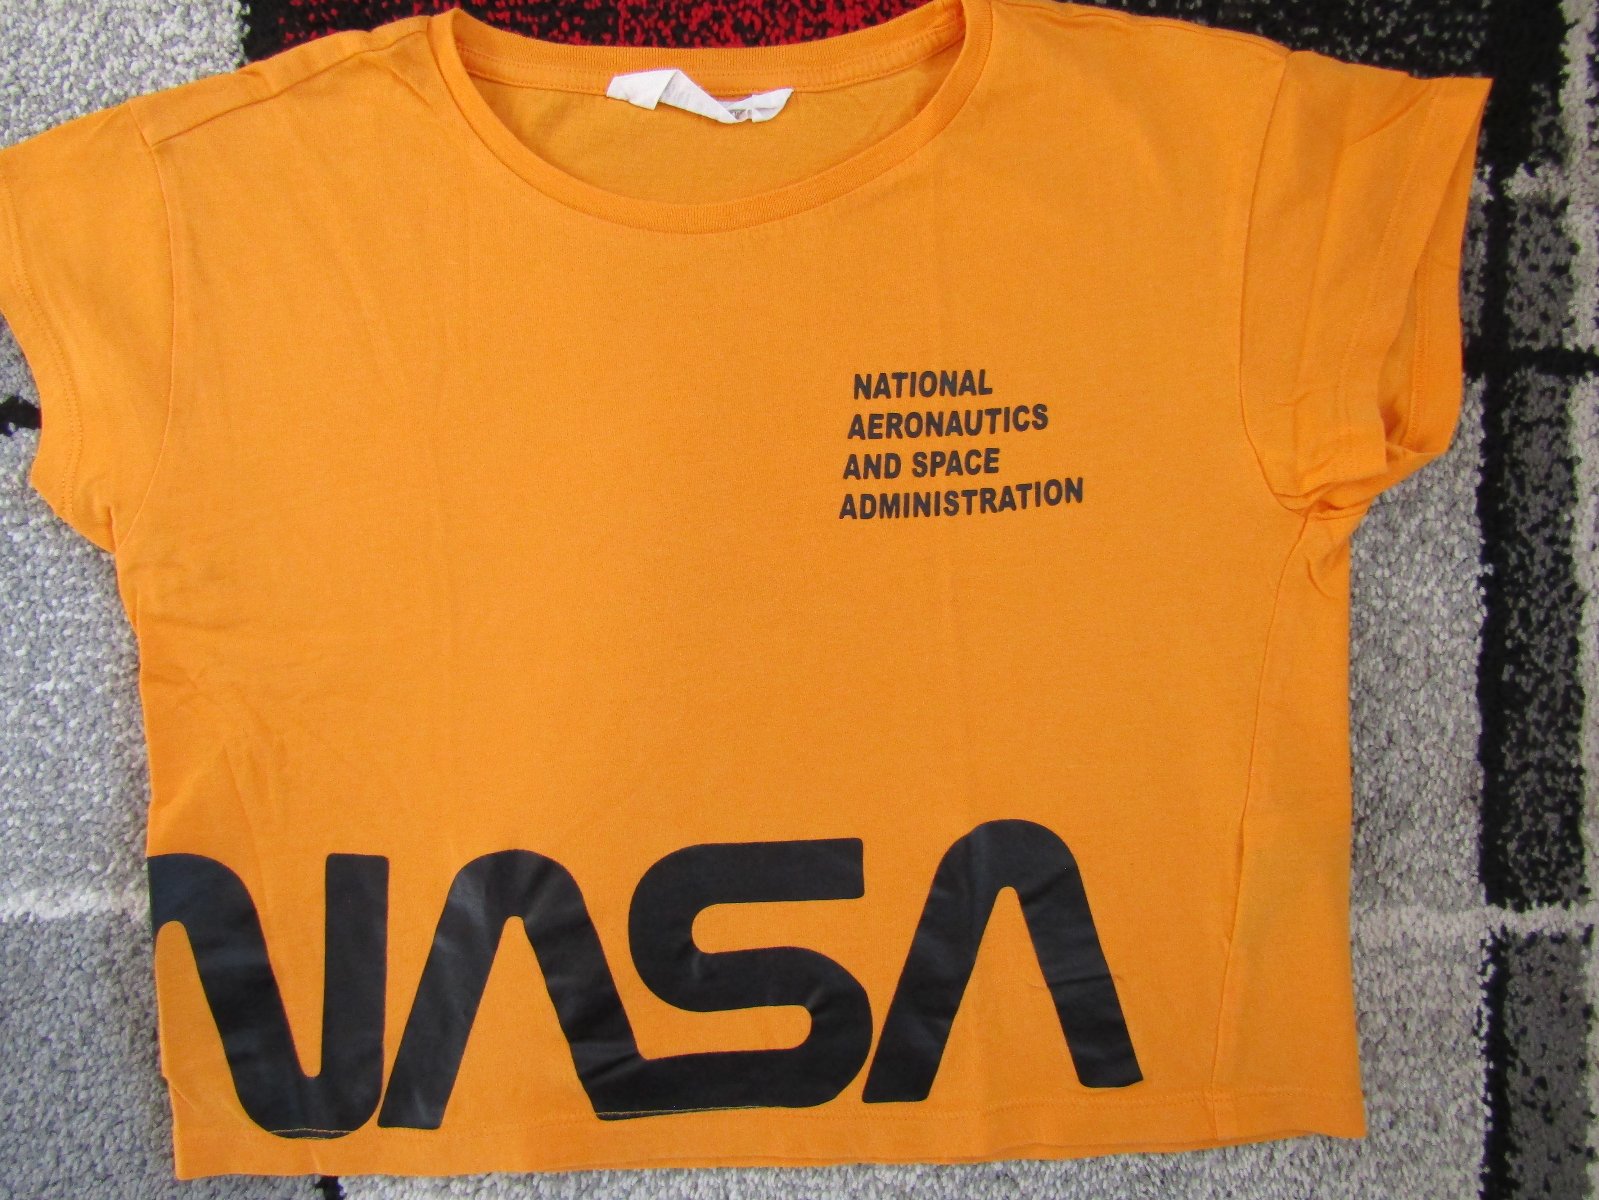 NATIONAL
AERONAUTICS
AND SPACE
ADMINISTRATION
NASA